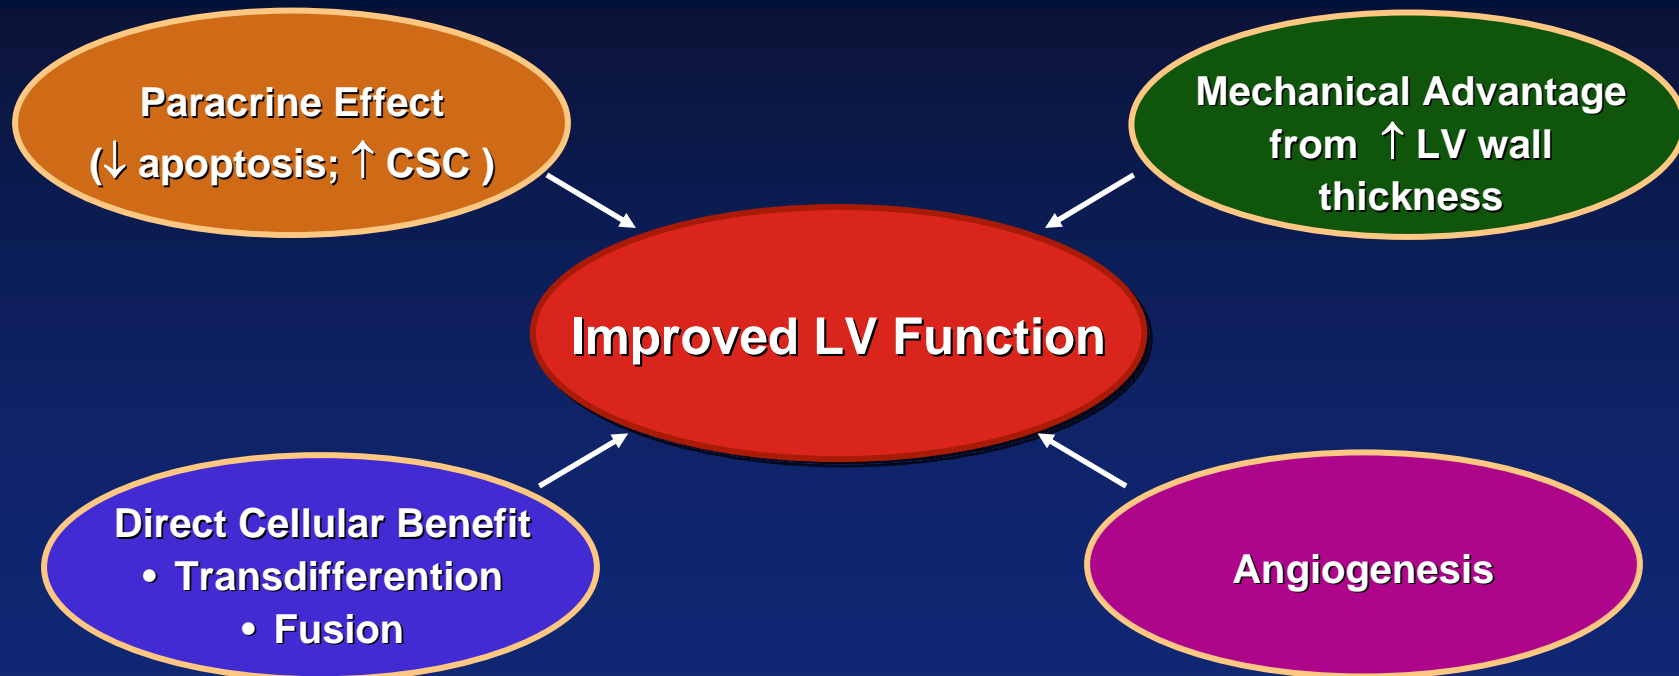 Paracrine Effect
(↓ apoptosis; ↑ CSC )
Mechanical Advantage
from ↑ LV wall
thickness
Improved LV Function
Direct Cellular Benefit
• Transdifferention
• Fusion
Angiogenesis